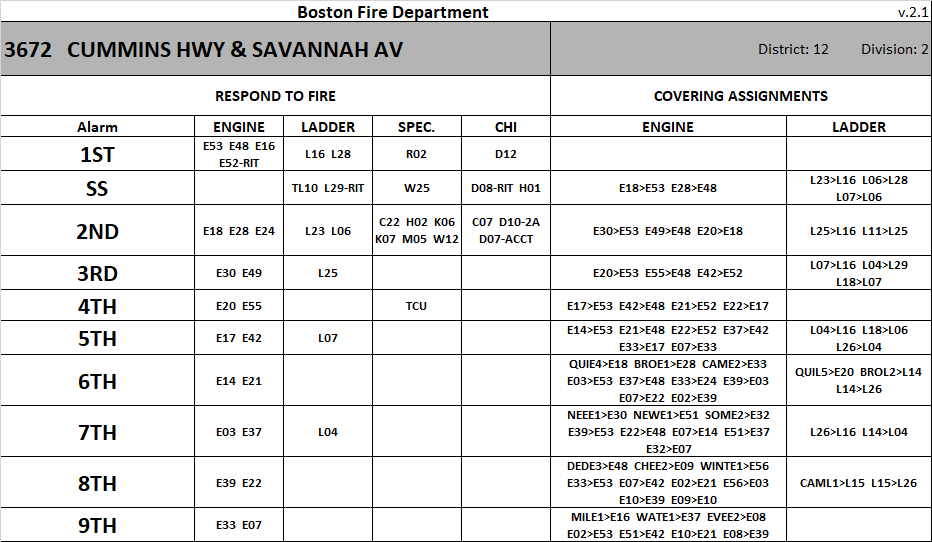 Boston Fire Department v.2.1
3672 CUMMINS HWY & SAVANNAH AV District: 12 Division: 2
RESPOND TO FIRE COVERING ASSIGNMENTS
Alarm ENGINE LADDER SPEC. CHI ENGINE LADDER
1ST
E53 E48 E16
E52-RIT
L16 L28
R02
D12
SS
TL10 L29-RIT
W25
D08-RIT H01
E18>E53 E28>E48
L23>L16 L06>L28
L07>L06
2ND
E18 E28 E24
L23 L06
C22 H02 K06
K07 M05 W12
C07 D10-2A
D07-ACCT
E30>E53 E49>E48 E20>E18
L25>L16 L11>L25
3RD
E30 E49
L25
E20>E53 E55>E48 E42>E52
L07>L16 L04>L29
L18>L07
4TH
E20 E55
TCU
E17>E53 E42>E48 E21>E52 E22>E17
5TH
E17 E42
L07
E14>E53 E21>E48 E22>E52 E37>E42
E33>E17 E07>E33
L04>L16 L18>L06
L26>L04
6TH
E14 E21
QUIE4>E18 BROE1>E28 CAME2>E33
E03>E53 E37>E48 E33>E24 E39>E03
E07>E22 E02>E39
QUIL5>E20 BROL2>L14
L14>L26
7TH
E03 E37
L04
NEEE1>E30 NEWE1>E51 SOME2>E32
E39>E53 E22>E48 E07>E14 E51>E37
E32>E07
L26>L16 L14>L04
8TH
E39 E22
DEDE3>E48 CHEE2>E09 WINTE1>E56
E33>E53 E07>E42 E02>E21 E56>E03
E10>E39 E09>E10
CAML1>L15 L15>L26
9TH
E33 E07
MILE1>E16 WATE1>E37 EVEE2>E08
E02>E53 E51>E42 E10>E21 E08>E39